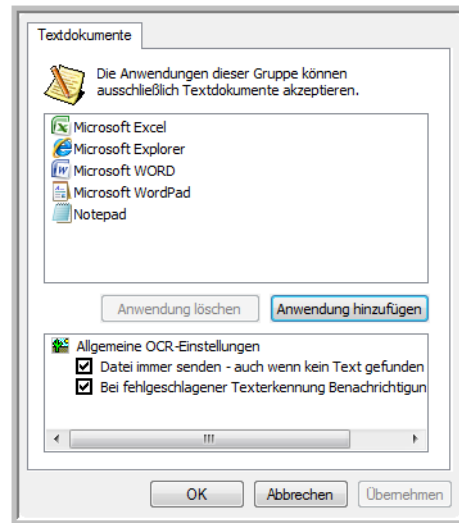 Textdokumente
Die Anwendungen dieser Gruppe können
ausschließlich Textdokumente akzeptieren.
Microsoft Excel
Microsoft Explorer
Microsoft WORD
Microsoft WordPad
Notepad
Anwendung löschen Anwendung hinzufügen
Allgemeine OCR-Einstellungen
Datei immer senden - auch wenn kein Text gefunden
Bei fehlgeschlagener Texterkennung Benachrichtigun
OK Abbrechen Übernehmen